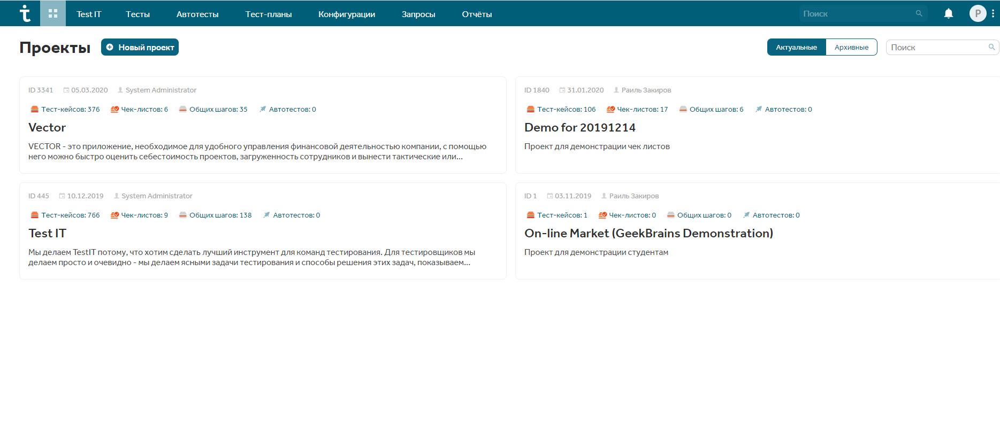 Test IT Тесты Автотесты Тест-планы Конфигурации Запросы Отчёты Поиск P
Проекты Новый проект Актуальные Архивные Поиск
ID 3341 05.03.2020 System Administrator
Тест-кейсов: 376 Чек-листов: 6 Общих шагов: 35 Автотестов: 0
Vector
VECTOR - это приложение, необходимое для удобного управления финансовой деятельностью компании, с помощью
него можно быстро оценить себестоимость проектов, загруженность сотрудников и вынести тактические или...
ID 1840 31.01.2020 Раиль Закиров
Тест-кейсов: 106 Чек-листов: 17 Общих шагов: 6 Автотестов: 0
Demo for 20191214
Проект для демонстрации чек листов
ID 445 10.12.2019 System Administrator
Тест-кейсов: 766 Чек-листов: 9 Общих шагов: 138 Автотестов: 0
Test IT
Мы делаем TestIT потому, что хотим сделать лучший инструмент для команд тестирования. Для тестировщиков мы
делаем просто и очевидно - мы делаем ясными задачи тестирования и способы решения этих задач, показываем...
ID 1 03.11.2019 Раиль Закиров
Тест-кейсов: 1 Чек-листов: 0 Общих шагов: 0 Автотестов: 0
On-line Market (GeekBrains Demonstration)
Проект для демонстрации студентам